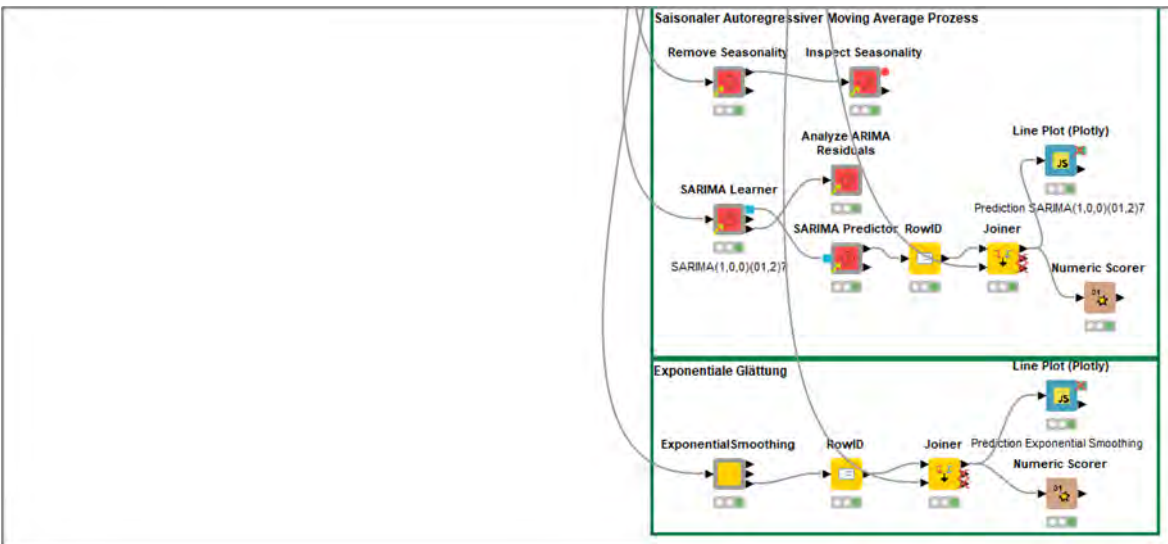 Saisonaler Autoregressiver Moving Average Prozess
Remove Seasonality
Inspect Seasonality
Analyze ARIMA
Residuals
Line Plot (Plotly)
JS
SARIMA Learner
Prediction SARIMA(1,0,0)(01,2)7
SARIMA Predictor
RowID
Joiner
SARIMA(1,0,0)(01,2)7
Numeric Scorer
Exponentiale Glättung
Line Plot (Plotly)
JS
ExponentialSmoothing
RowID
Joiner
Prediction Exponential Smoothing
Numeric Scorer